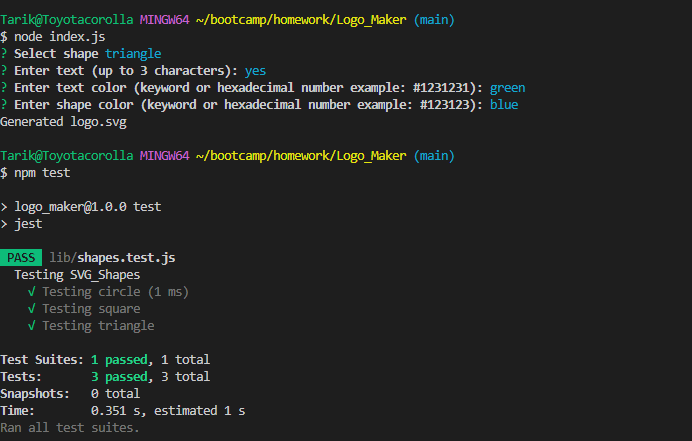 Tarik@Toyotacorolla MINGW64 ~/bootcamp/homework/Logo_Maker (main)
$ node index.js
? Select shape triangle
? Enter text (up to 3 characters): yes
? Enter text color (keyword or hexadecimal number example: #1231231): green
? Enter shape color (keyword or hexadecimal number example: #123123): blue
Generated logo.svg
Tarik@Toyotacorolla MINGW64 ~/bootcamp/homework/Logo_Maker (main)
$ npm test
> logo_maker@1.0.0 test
> jest
PASS lib/shapes.test.js
Testing SVG_Shapes
√ Testing circle (1 ms)
√ Testing square
√ Testing triangle
Test Suites: 1 passed, 1 total
Tests: 3 passed, 3 total
Snapshots: 0 total
Time: 0.351 s, estimated 1 s
Ran all test suites.